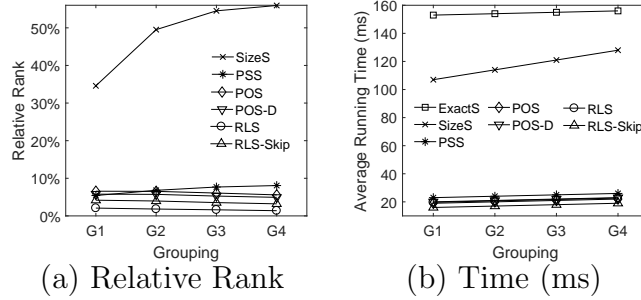 60%
50%
40%
30%
20%
10%
0%
Relative Rank
SizeS
PSS
POS
POS-D
RLS
RLS-Skip
G1 G2 G3 G4
Grouping
(a) Relative Rank
160
140
120
100
80
60
40
20
Average Running Time (ms)
ExactS POS RLS
SizeS POS-D RLS-Skip
PSS
G1 G2 G3 G4
Grouping
(b) Time (ms)